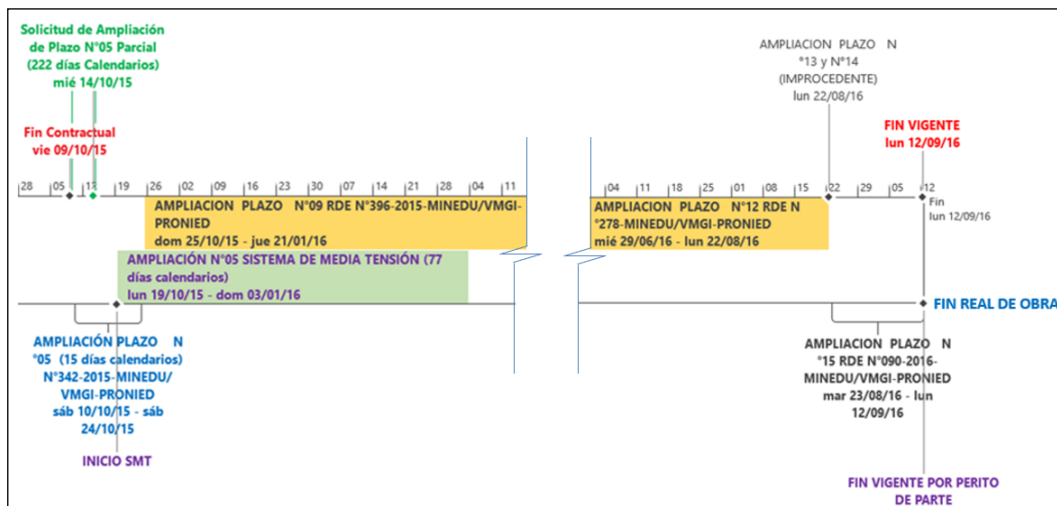 Solicitud de Ampliación
de Plazo N°05 Parcial
(222 días Calendarios)
mié 14/10/15
Fin Contractual
vie 09/10/15
AMPLIACION PLAZO N
°13 y N°14
(IMPROCEDENTE)
lun 22/08/16
FIN VIGENTE
lun 12/09/16
28 05 12 19 26 02 09 16 23 30 07 14 21 28 04 11
04 11 18 25 01 08 15 22 29 05 12
Fin
lun 12/09/16
AMPLIACION PLAZO N°09 RDE N°396-2015-MINEDU/VMGI-
PRONIED
dom 25/10/15 - jue 21/01/16
AMPLIACION PLAZO N°12 RDE N
°278-MINEDU/VMGI-PRONIED
mié 29/06/16 - lun 22/08/16
AMPLIACIÓN N°05 SISTEMA DE MEDIA TENSIÓN (77
días calendarios)
lun 19/10/15 - dom 03/01/16
FIN REAL DE OBRA
AMPLIACIÓN PLAZO N
°05 (15 días calendarios)
N°342-2015-MINEDU/
VMGI-PRONIED
sáb 10/10/15 - sáb
24/10/15
AMPLIACION PLAZO N
°15 RDE N°090-2016-
MINEDU/VMGI-PRONIED
mar 23/08/16 - lun
12/09/16
INICIO SMT
FIN VIGENTE POR PERITO
DE PARTE